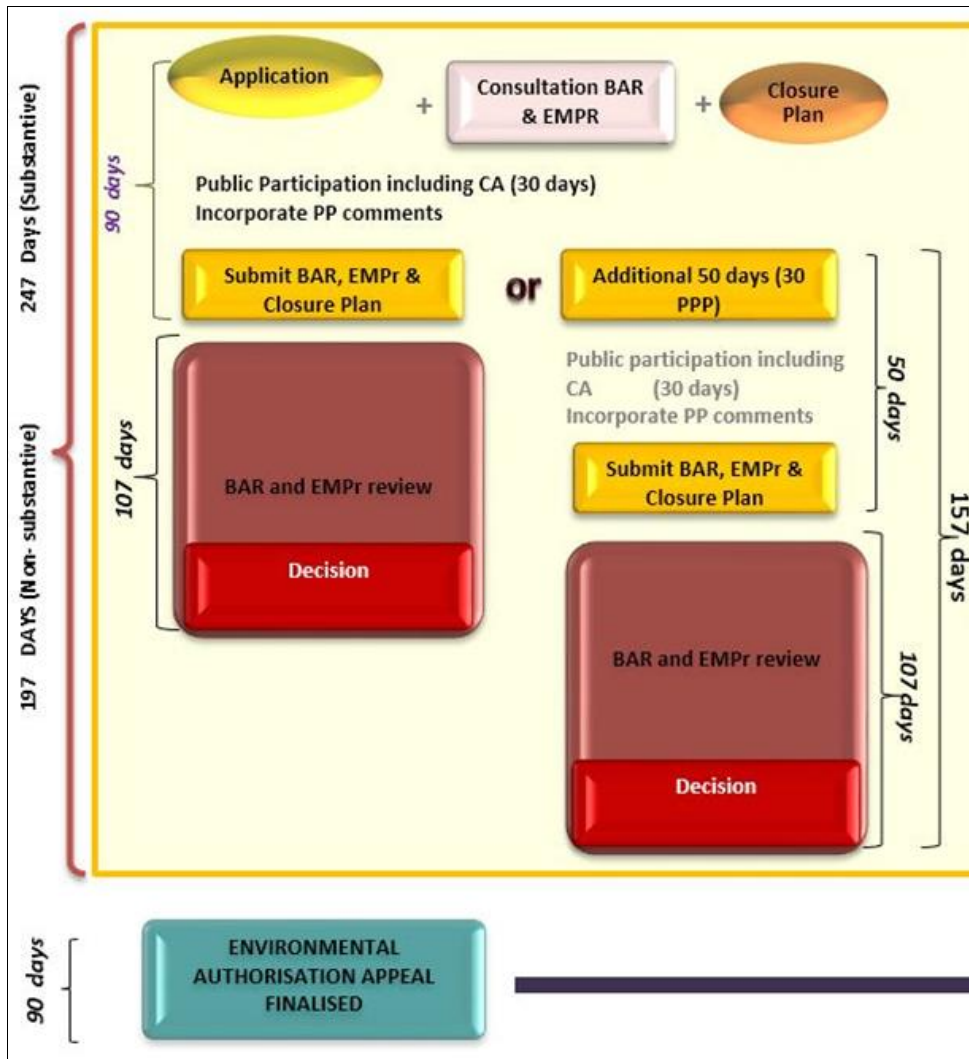 Application
+
Consultation BAR
& EMPR
+
Closure
Plan
90 days
Public Participation including CA (30 days)
Incorporate PP comments
247 Days (Substantive)
Submit BAR, EMPr &
Closure Plan
or
Additional 50 days (30
PPP)
Public participation including
CA (30 days)
Incorporate PP comments
50 days
Submit BAR, EMPr &
Closure Plan
107 days
BAR and EMPr review
Decision
197 DAYS (Non- substantive)
157 days
BAR and EMPr review
Decision
107 days
90 days
ENVIRONMENTAL
AUTHORISATION APPEAL
FINALISED